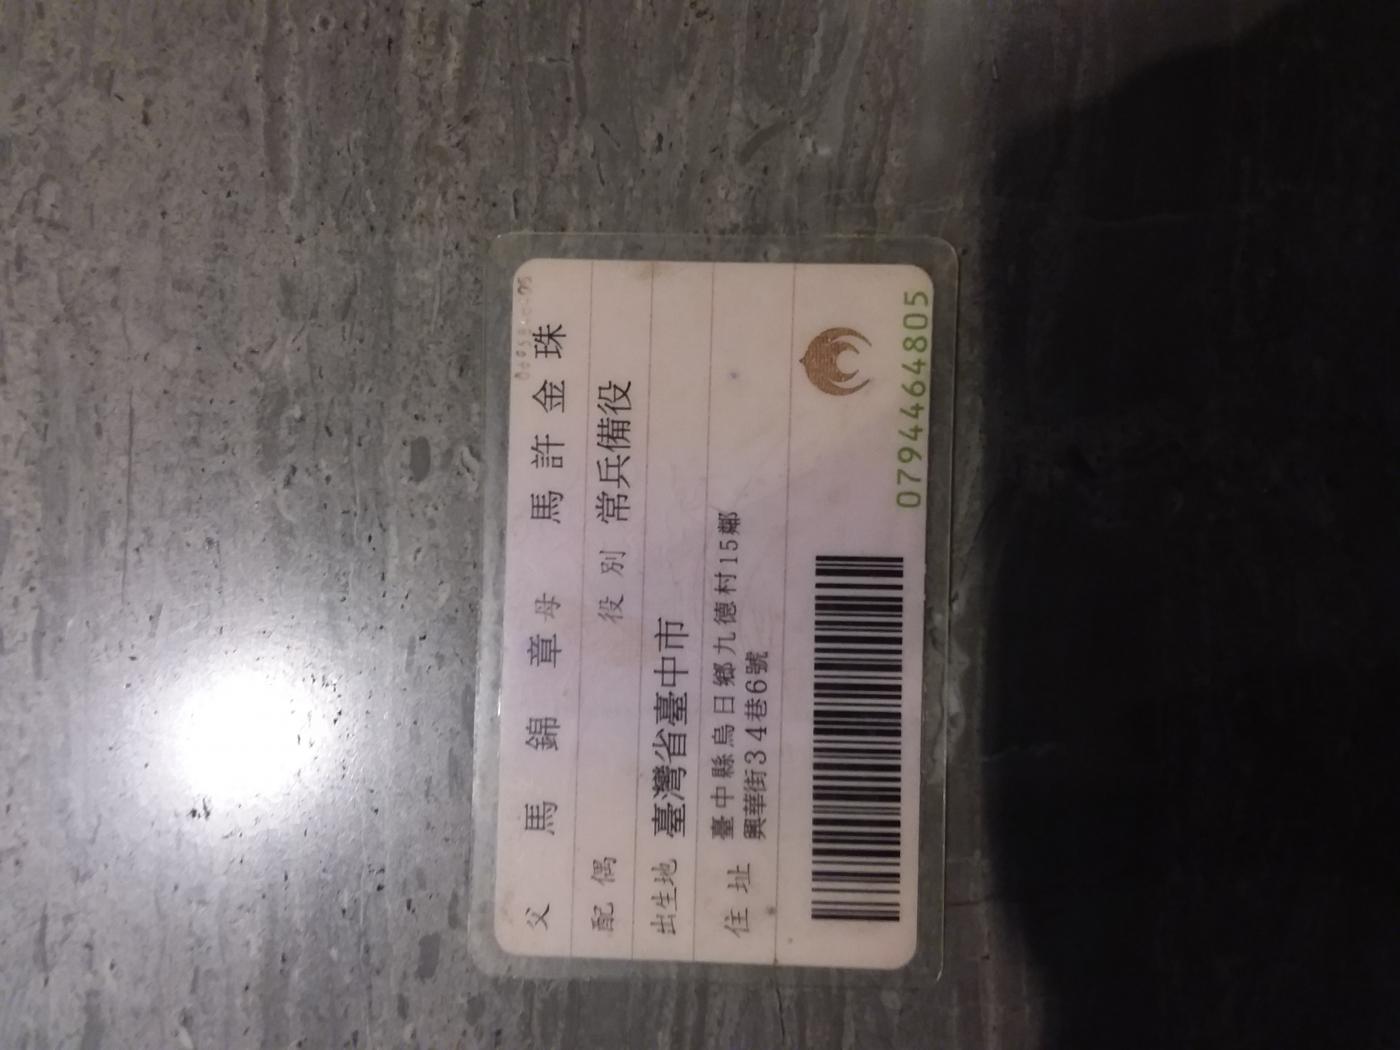 父 馬錦章 母 馬許金珠
配偶 役別 常兵備役
出生地 臺灣省臺中市
住址 臺中縣烏日鄉九德村15鄰
興華街34巷6號
0794464805